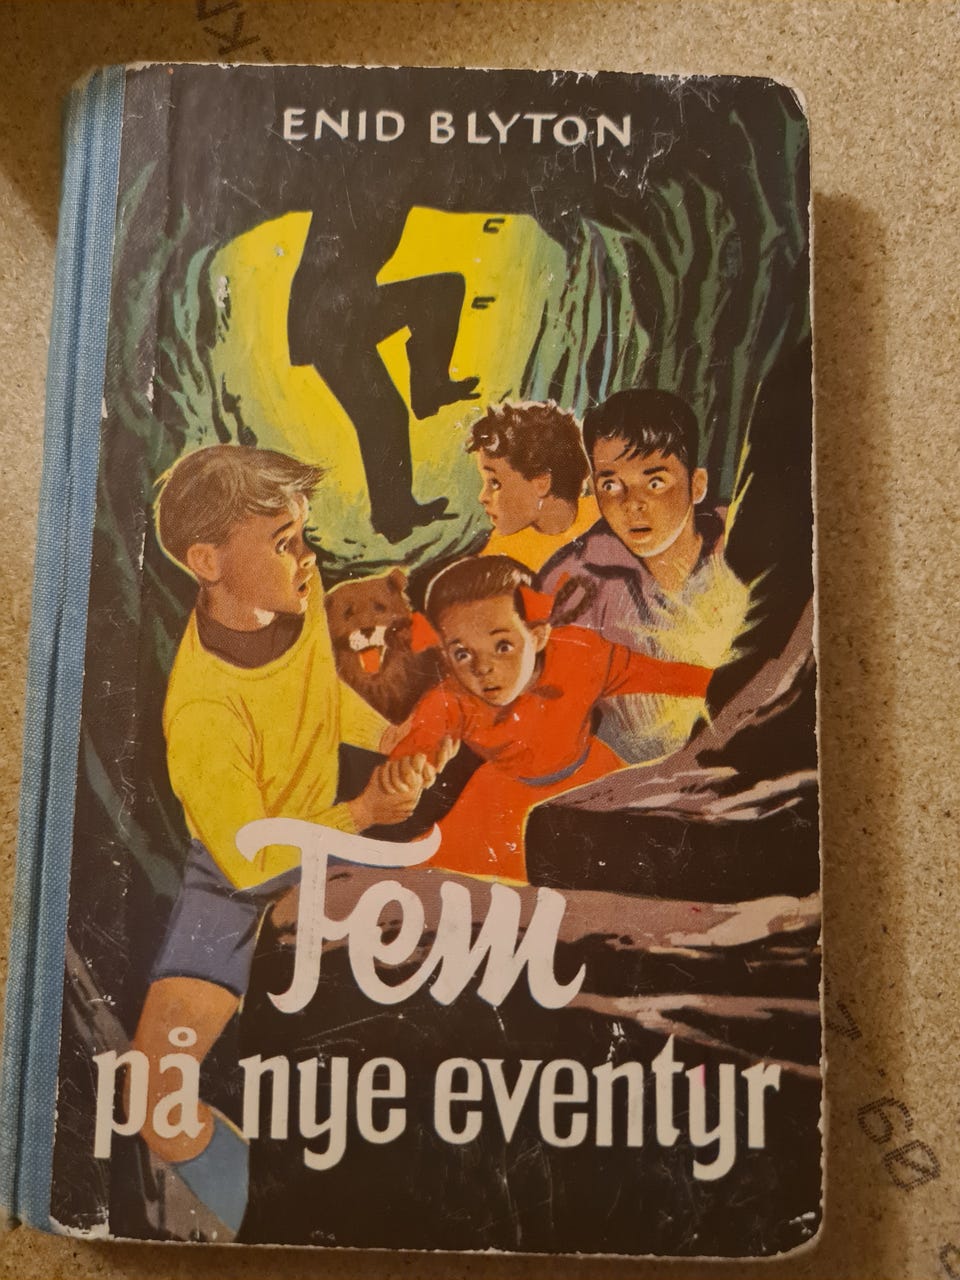 ENID BLYTON
Fem
på nye eventyr